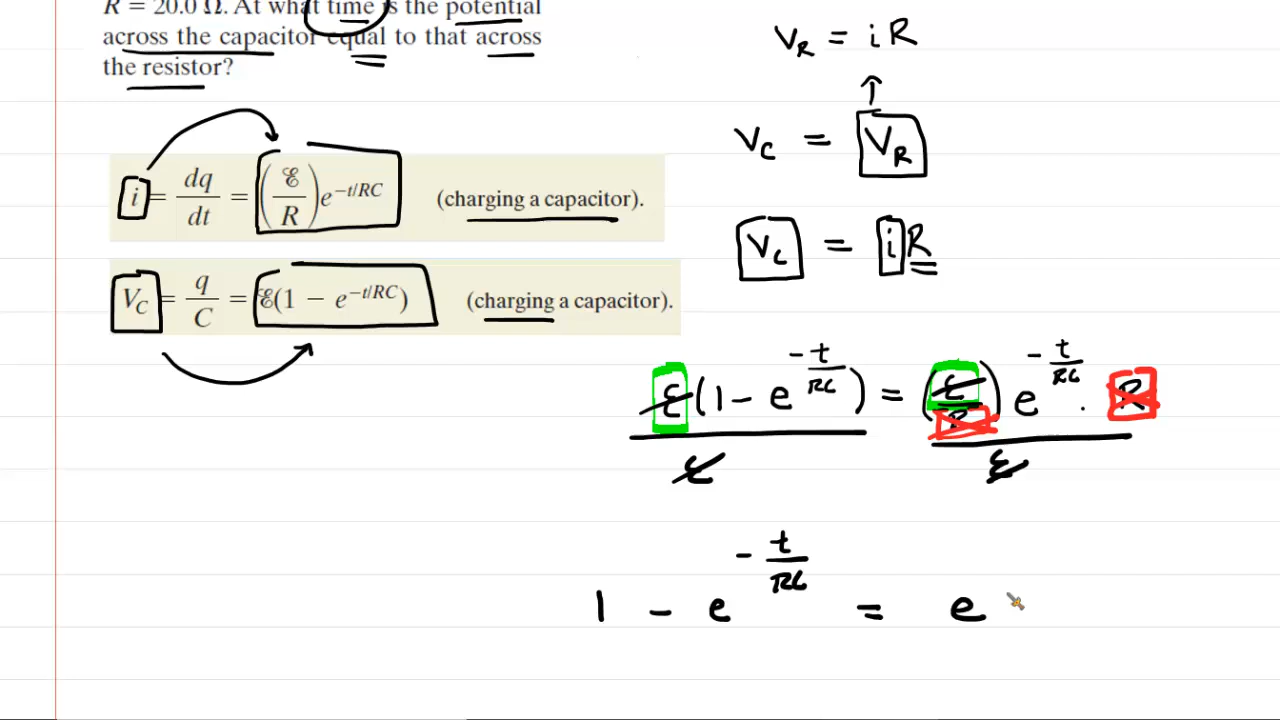 R = 20.0 Ω. At what time is the potential
across the capacitor equal to that across
the resistor?
V_R = iR
V_C = V_R
i = dq/dt = (ℰ/R)e^{−t/RC} (charging a capacitor).
V_C = iR
V_C = q/C = ℰ(1 − e^{−t/RC}) (charging a capacitor).
ℰ(1 − e^{−t/RC}) = (ℰ/R) e^{−t/RC} · R
ℰ ℰ
1 − e^{−t/RC} = e